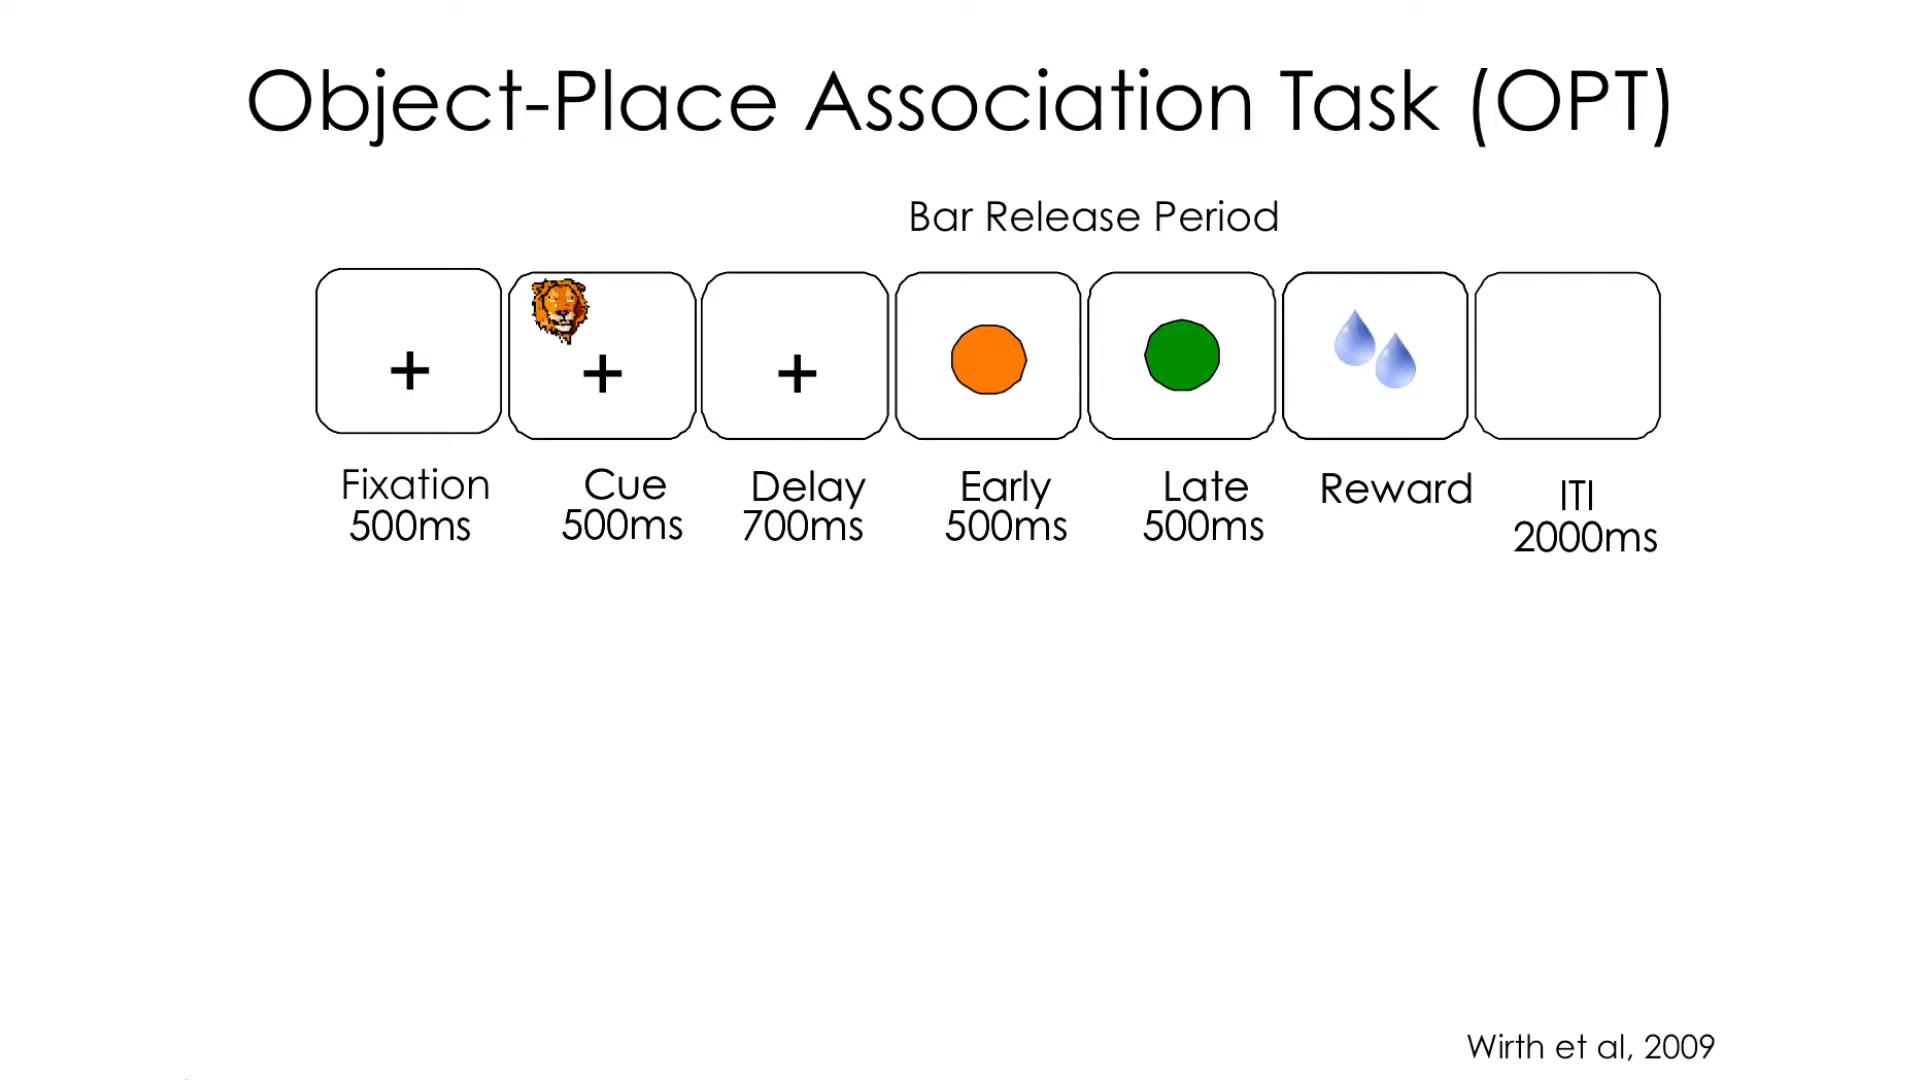 Object-Place Association Task (OPT)
Bar Release Period
Fixation
500ms
Cue
500ms
Delay
700ms
Early
500ms
Late
500ms
Reward
ITI
2000ms
Wirth et al, 2009